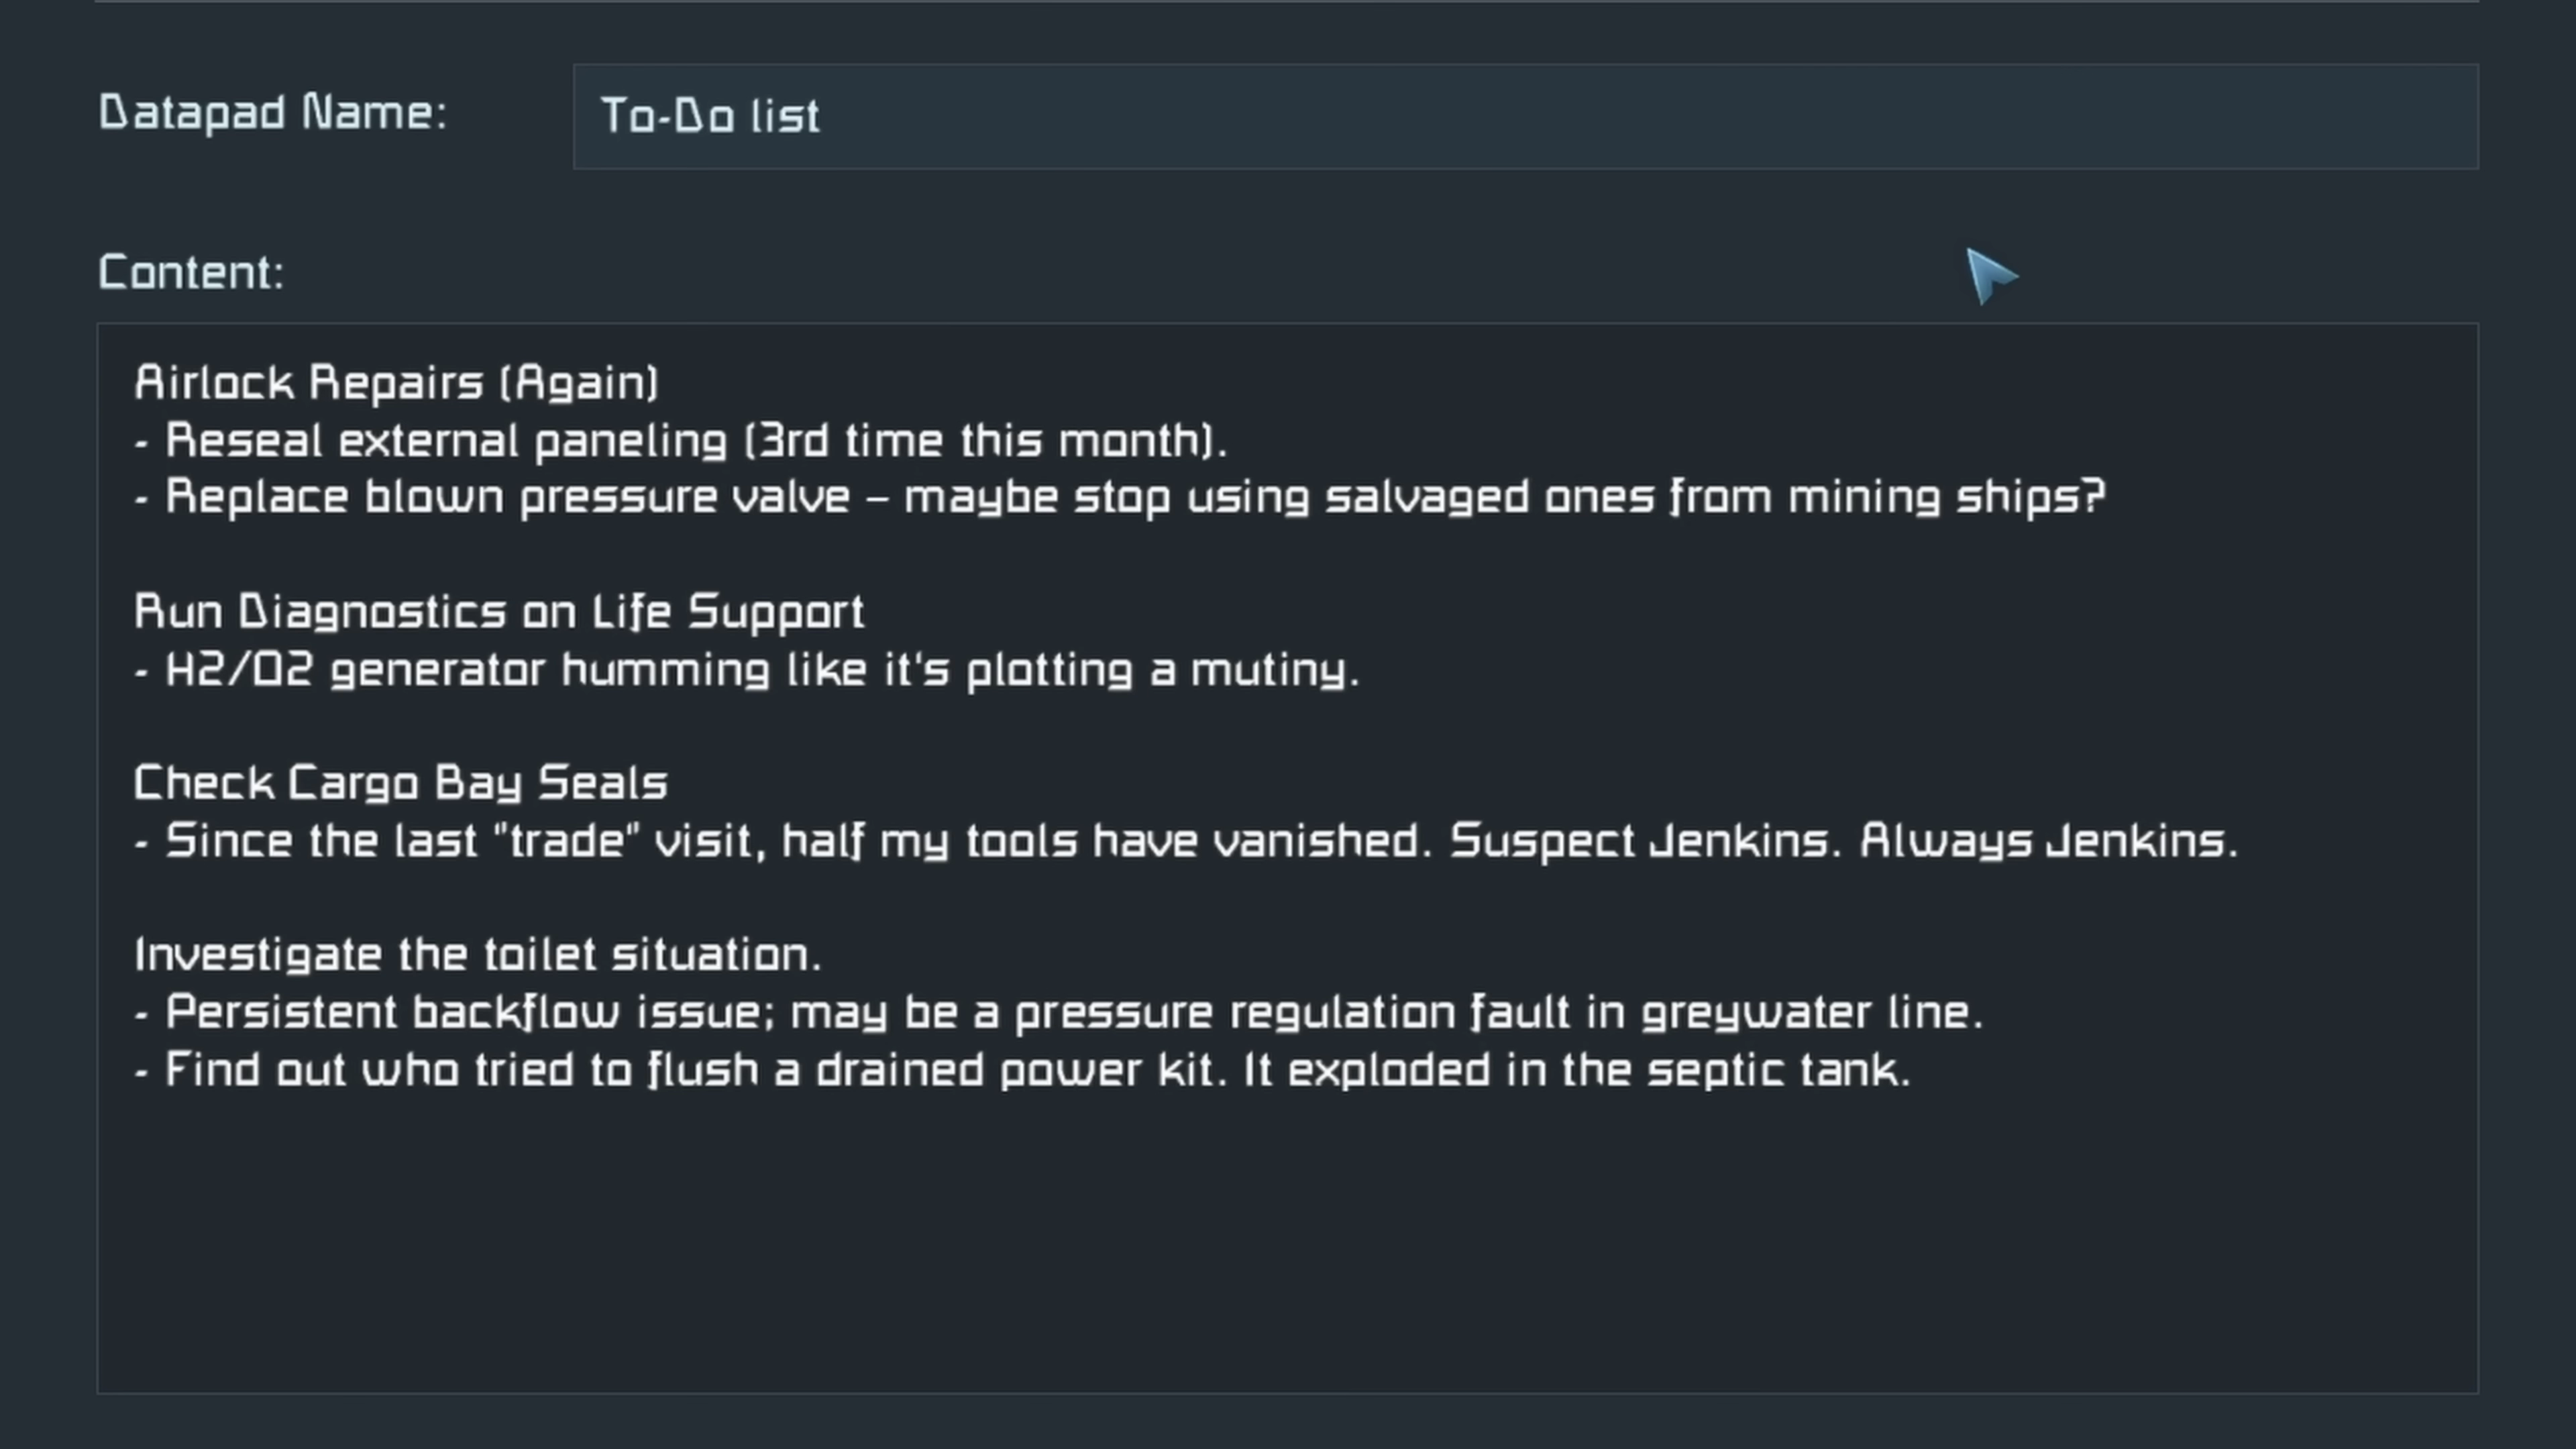 Datapad Name:
To-Do list
Content:
Airlock Repairs (Again)
- Reseal external paneling (3rd time this month).
- Replace blown pressure valve – maybe stop using salvaged ones from mining ships?
Run Diagnostics on Life Support
- H2/O2 generator humming like it's plotting a mutiny.
Check Cargo Bay Seals
- Since the last "trade" visit, half my tools have vanished. Suspect Jenkins. Always Jenkins.
Investigate the toilet situation.
- Persistent backflow issue; may be a pressure regulation fault in greywater line.
- Find out who tried to flush a drained power kit. It exploded in the septic tank.